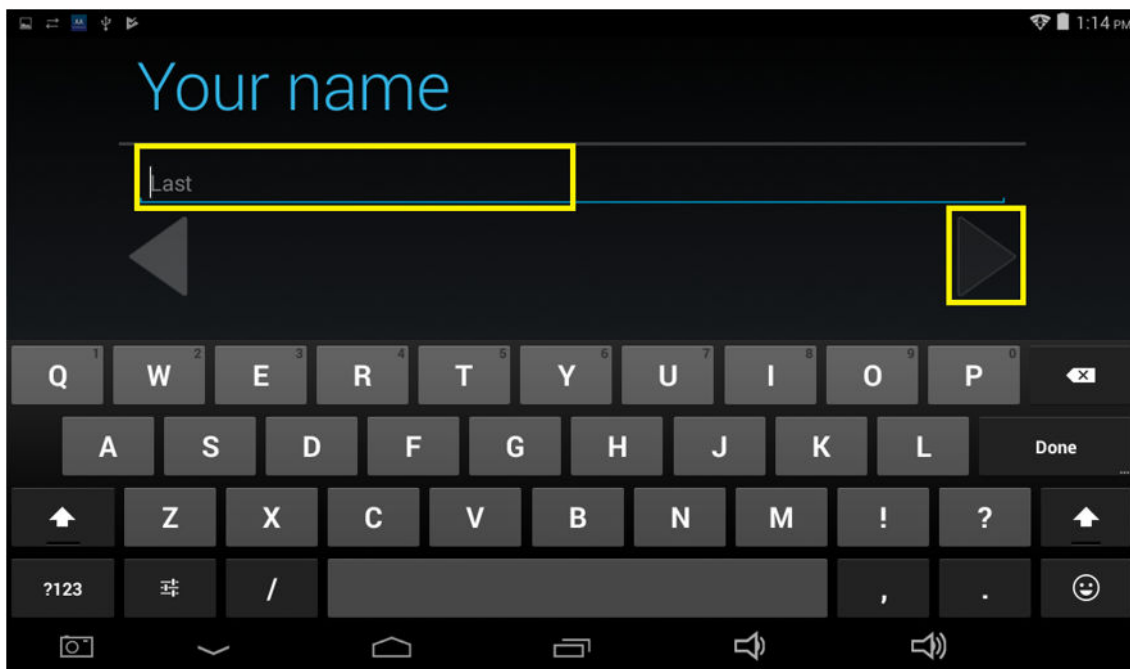 1:14 PM
Your name
Last
Q 1 W 2 E 3 R 4 T 5 Y 6 U 7 I 8 O 9 P 0
A S D F G H J K L Done
Z X C V B N M ! ?
?123 / , .